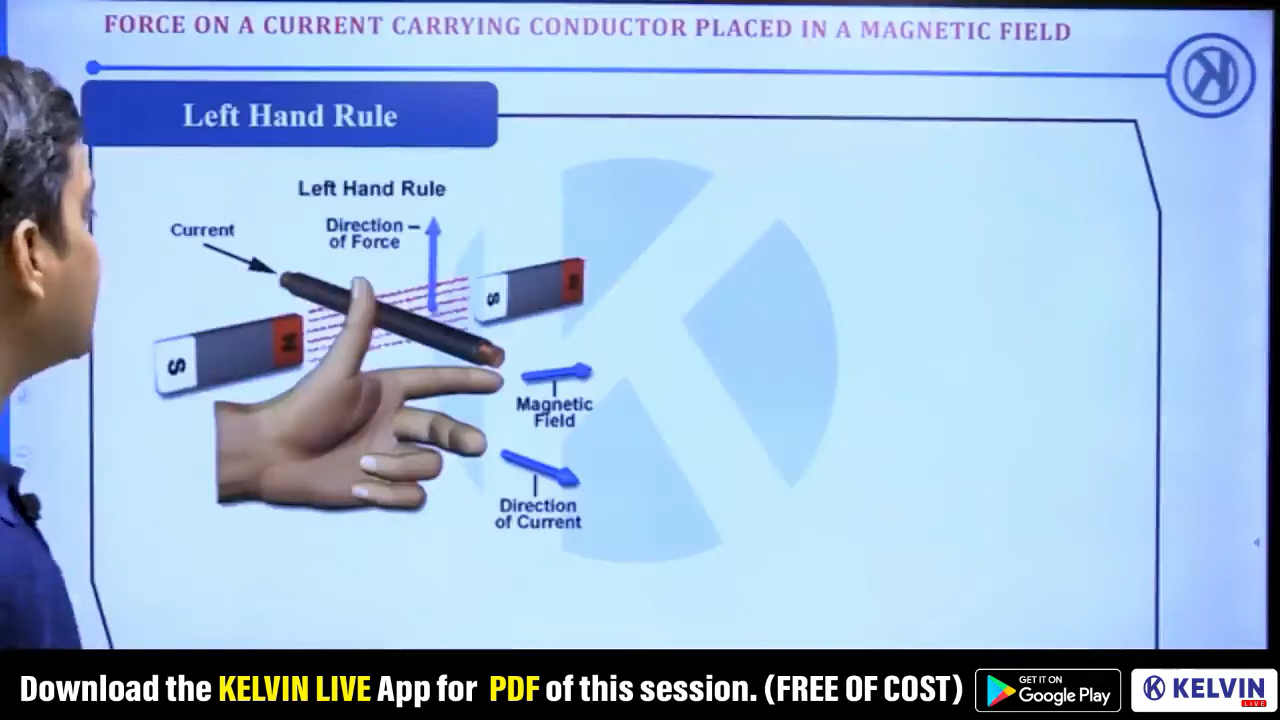 FORCE ON A CURRENT CARRYING CONDUCTOR PLACED IN A MAGNETIC FIELD
Left Hand Rule
Left Hand Rule
Current
Direction
of Force
S
N
S
N
Magnetic
Field
Direction
of Current
Download the KELVIN LIVE App for PDF of this session. (FREE OF COST)
GET IT ON
Google Play
KELVIN
LIVE